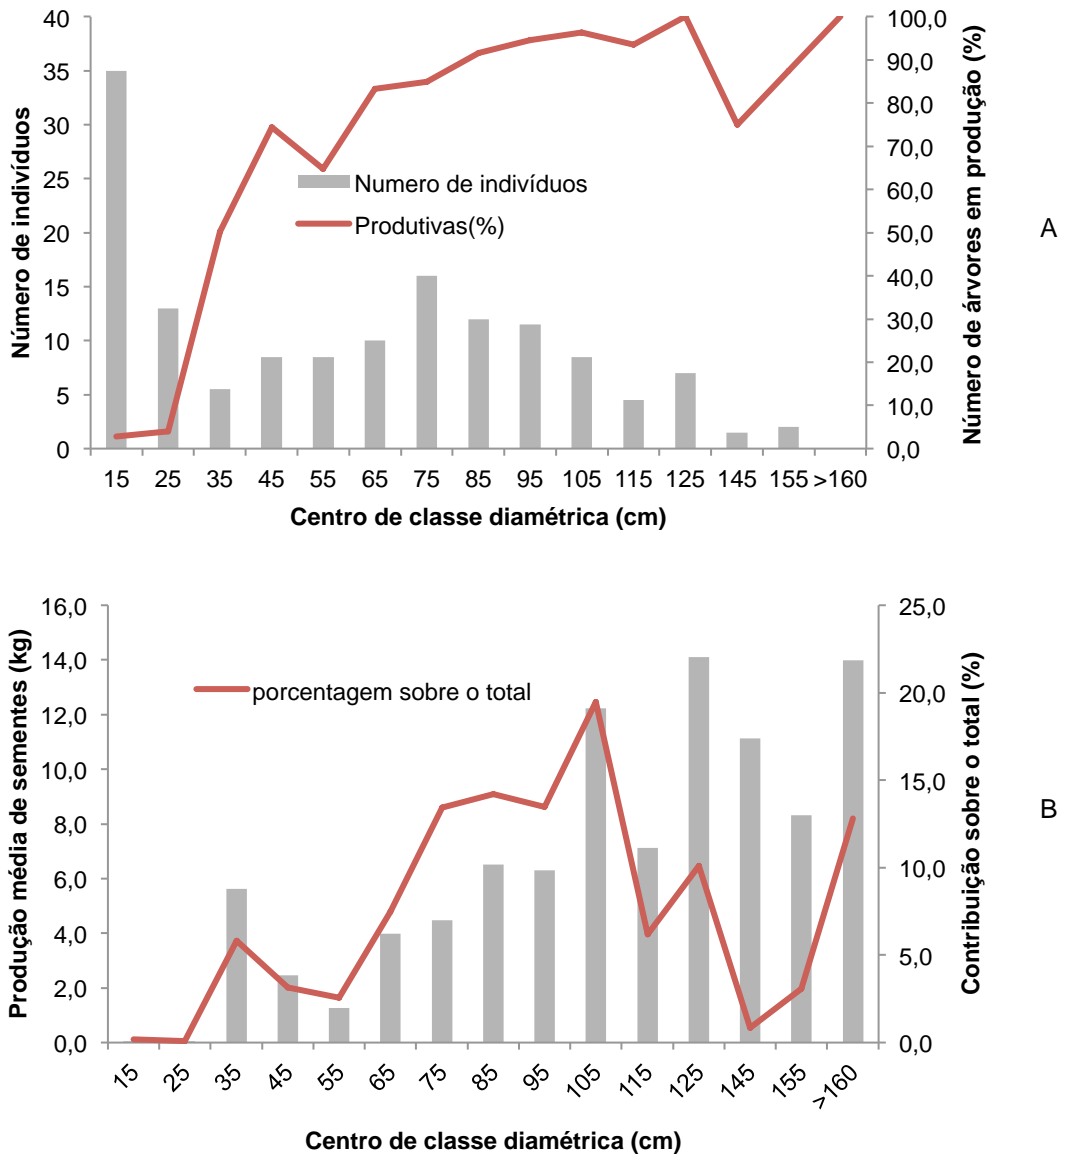 40
35
30
25
20
15
10
5
0
Número de indivíduos
100,0
90,0
80,0
70,0
60,0
50,0
40,0
30,0
20,0
10,0
0,0
Número de árvores em produção (%)
Numero de indivíduos
Produtivas(%)
A
15 25 35 45 55 65 75 85 95 105 115 125 145 155 >160
Centro de classe diamétrica (cm)
16,0
14,0
12,0
10,0
8,0
6,0
4,0
2,0
0,0
Produção média de sementes (kg)
25,0
20,0
15,0
10,0
5,0
0,0
Contribuição sobre o total (%)
porcentagem sobre o total
B
15 25 35 45 55 65 75 85 95 105 115 125 145 155 >160
Centro de classe diamétrica (cm)